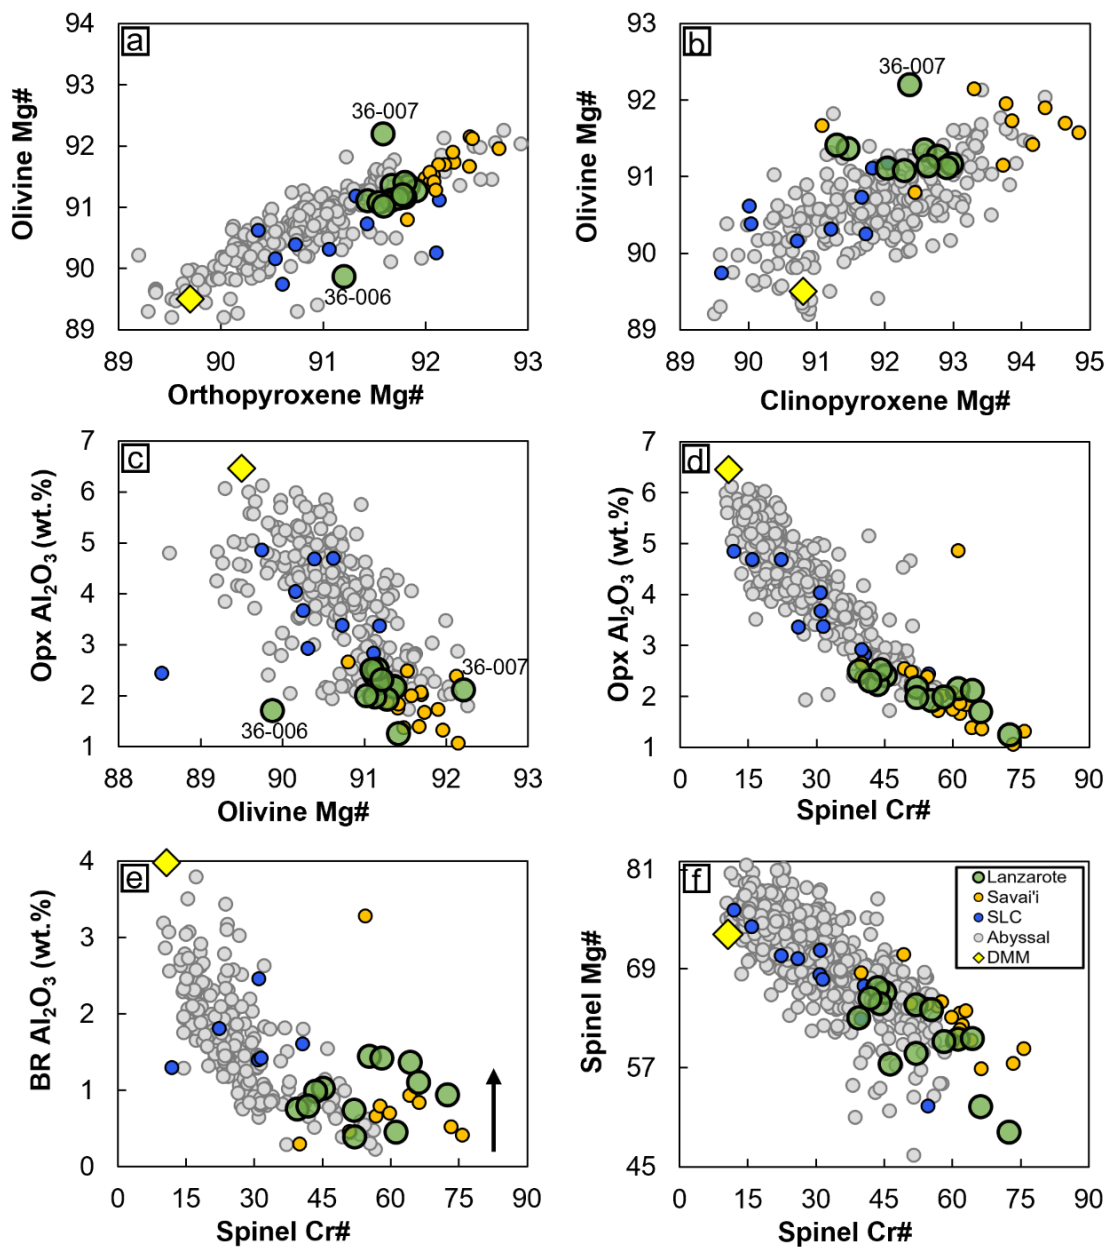 a
94
93
92
91
90
89
Olivine Mg#
36-007
36-006
89 90 91 92 93
Orthopyroxene Mg#
b
93
92
91
90
89
Olivine Mg#
36-007
89 90 91 92 93 94 95
Clinopyroxene Mg#
c
7
6
5
4
3
2
1
Opx Al₂O₃ (wt.%)
36-007
36-006
88 89 90 91 92 93
Olivine Mg#
d
7
6
5
4
3
2
1
Opx Al₂O₃ (wt.%)
0 15 30 45 60 75 90
Spinel Cr#
e
4
3
2
1
0
BR Al₂O₃ (wt.%)
0 15 30 45 60 75 90
Spinel Cr#
f
81
69
57
45
Spinel Mg#
Lanzarote
Savai'i
SLC
Abyssal
DMM
0 15 30 45 60 75 90
Spinel Cr#